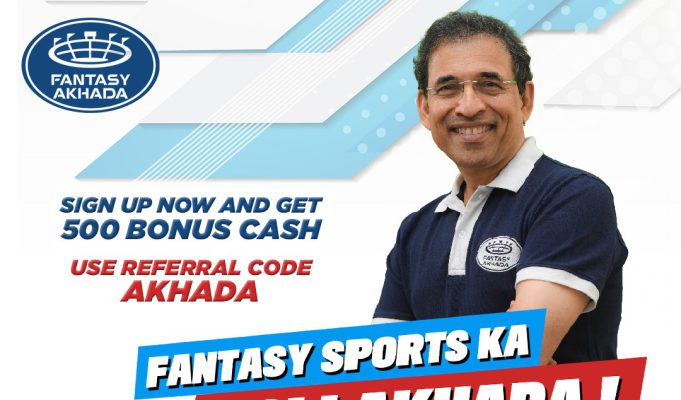 FANTASY
AKHADA
SIGN UP NOW AND GET
500 BONUS CASH
USE REFERRAL CODE
AKHADA
FANTASY
AKHADA
FANTASY SPORTS KA
AKHADA !